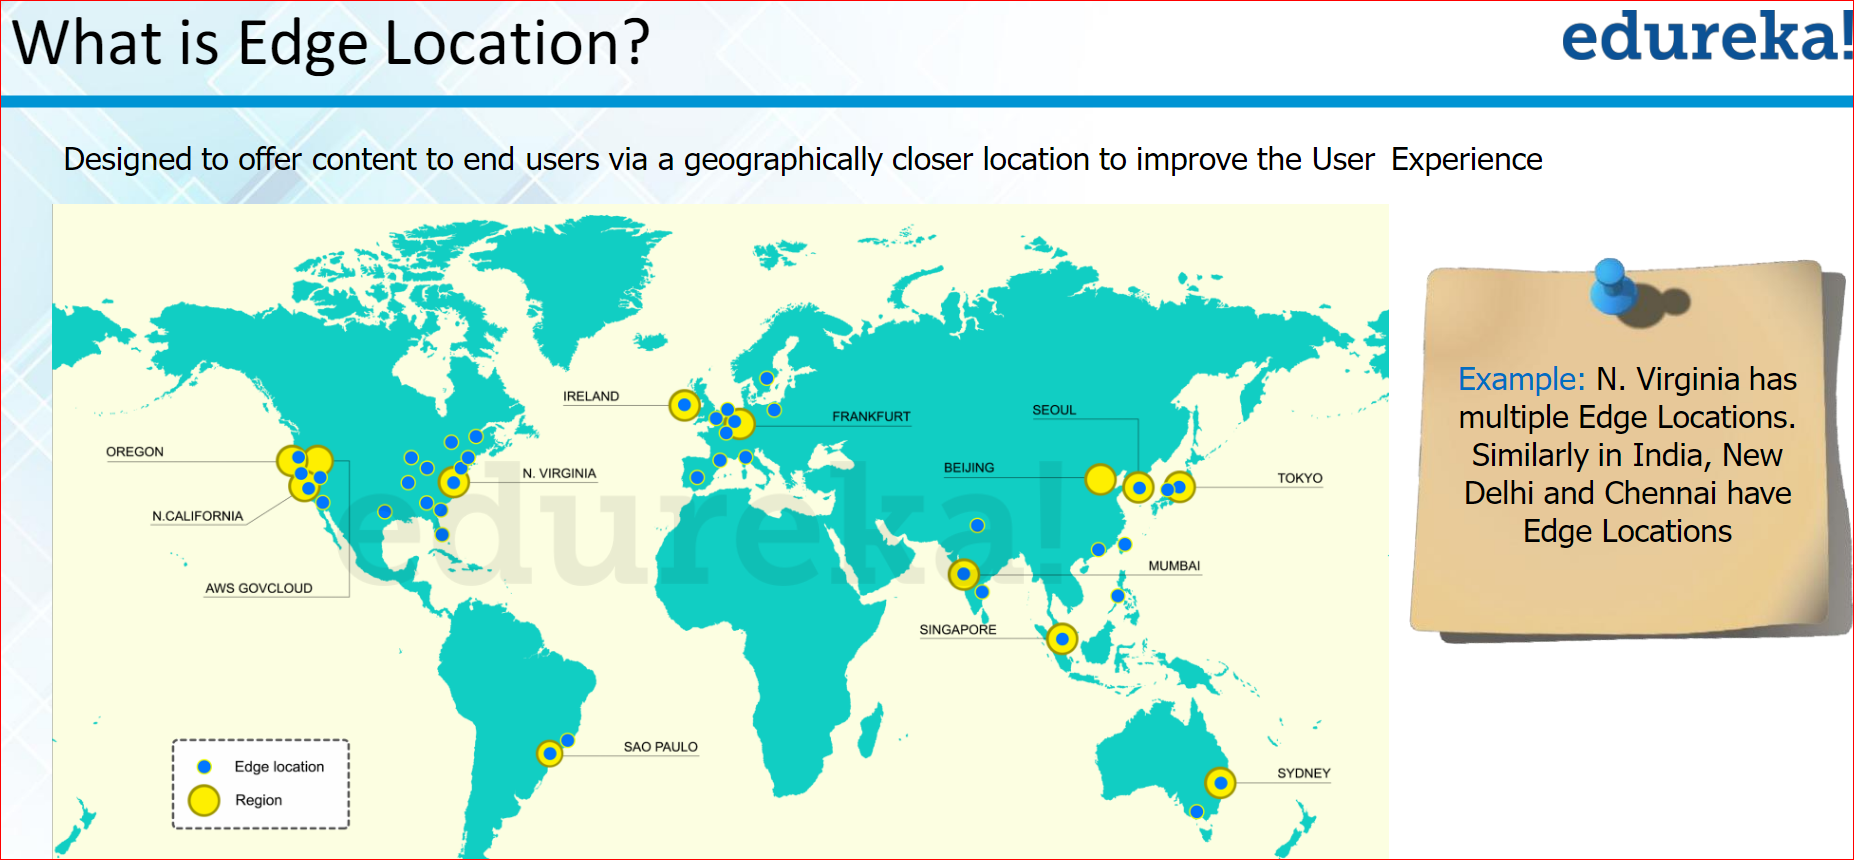 What is Edge Location?
edureka!
Designed to offer content to end users via a geographically closer location to improve the User Experience
IRELAND
FRANKFURT
SEOUL
OREGON
N. VIRGINIA
BEIJING
TOKYO
N.CALIFORNIA
AWS GOVCLOUD
MUMBAI
SINGAPORE
SAO PAULO
SYDNEY
edureka!
Edge location
Region
Example: N. Virginia has
multiple Edge Locations.
Similarly in India, New
Delhi and Chennai have
Edge Locations